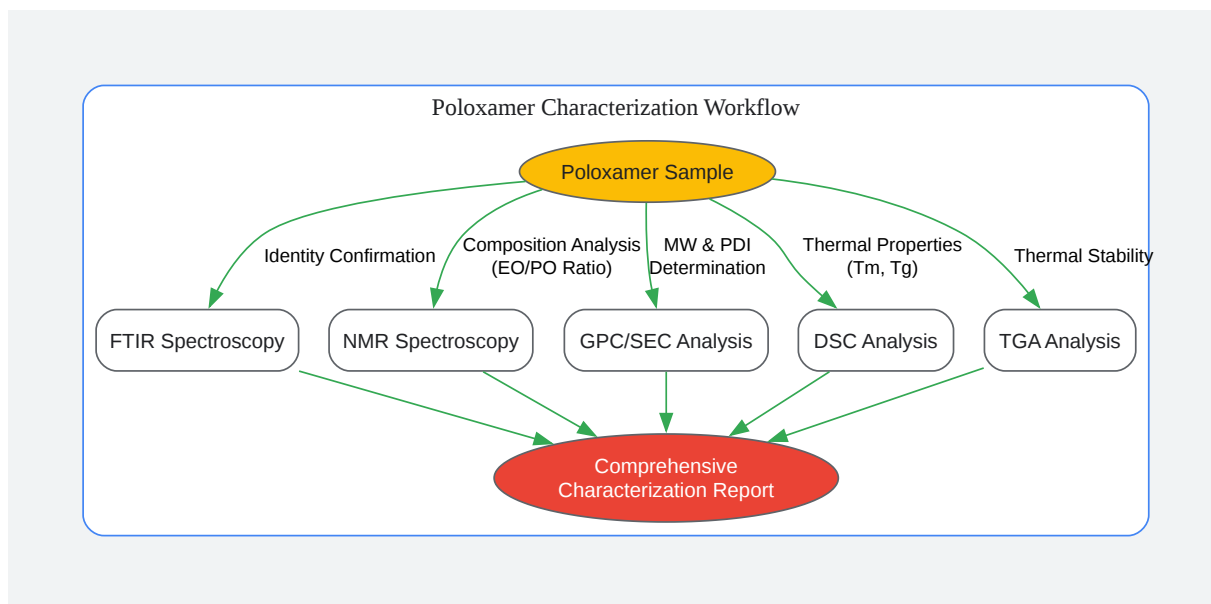 Poloxamer Characterization Workflow
Poloxamer Sample
Identity Confirmation
Composition Analysis
(EO/PO Ratio)
MW & PDI
Determination
Thermal Properties
(Tm, Tg)
Thermal Stability
FTIR Spectroscopy
NMR Spectroscopy
GPC/SEC Analysis
DSC Analysis
TGA Analysis
Comprehensive
Characterization Report